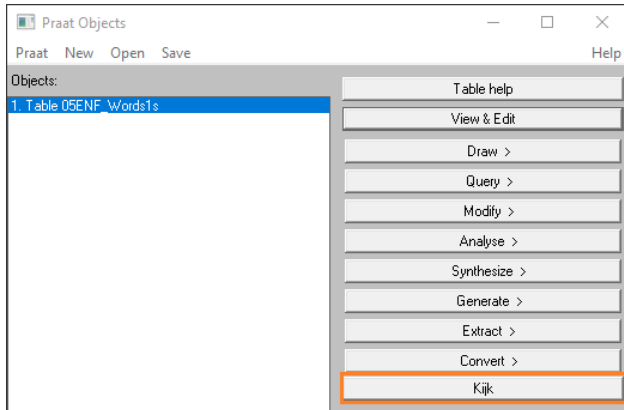 Praat Objects
Praat New Open Save Help
Objects:
1. Table 05ENF_Words1s
Table help
View & Edit
Draw >
Query >
Modify >
Analyse >
Synthesize >
Generate >
Extract >
Convert >
Kijk